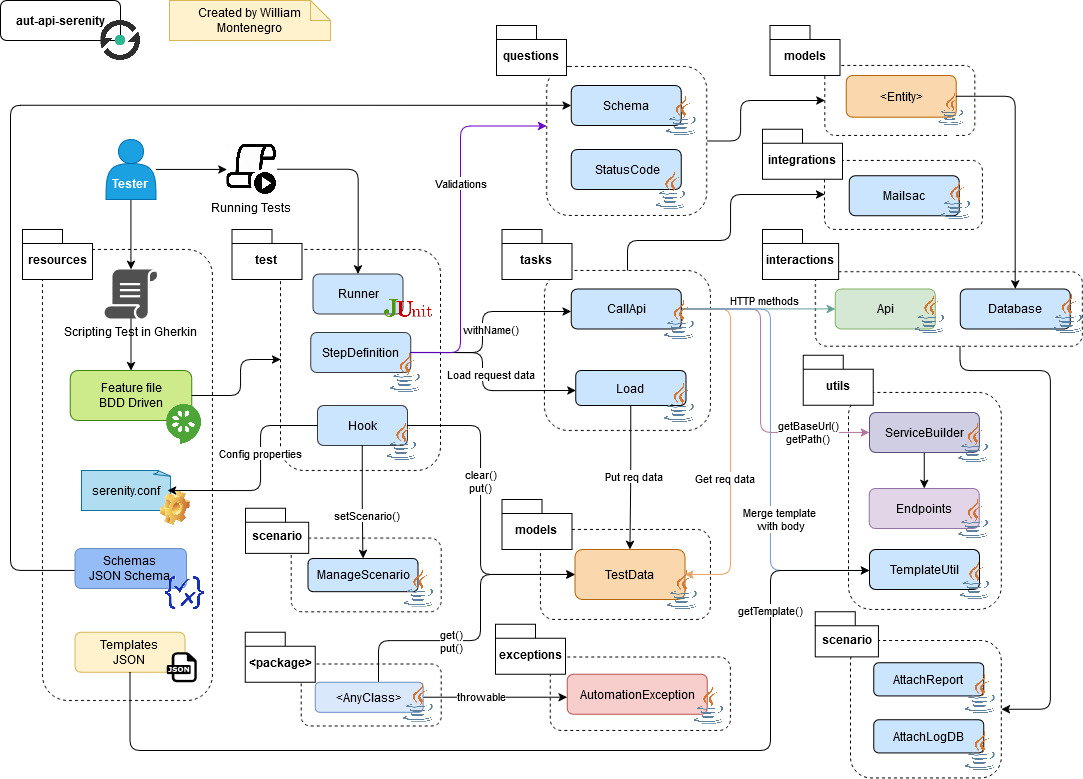 aut-api-serenity
Created by William
Montenegro
questions
Schema
StatusCode
Validations
models
<Entity>
integrations
Mailsac
Tester
Running Tests
resources
Scripting Test in Gherkin
Feature file
BDD Driven
serenity.conf
Schemas
JSON Schema
{x}
Templates
JSON
JSON
test
Runner
JUnit
StepDefinition
Hook
Config properties
setScenario()
scenario
ManageScenario
withName()
Load request data
clear()
put()
tasks
CallApi
Load
HTTP methods
interactions
Api
Database
Put req data
Get req data
models
TestData
getBaseUrl()
getPath()
Merge template
with body
getTemplate()
utils
ServiceBuilder
Endpoints
TemplateUtil
<package>
<AnyClass>
get()
put()
throwable
exceptions
AutomationException
scenario
AttachReport
AttachLogDB